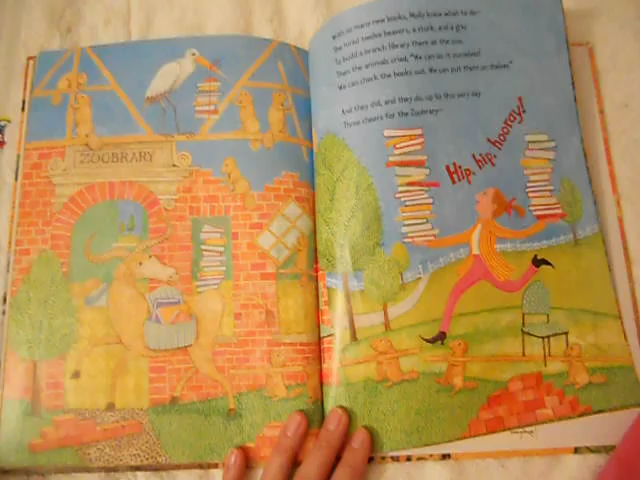 With so many new books, Molly knew what to do—
She hired twelve beavers, a stork, and a gnu
To build a branch library there at the zoo.
Then the animals cried, "We can do it ourselves!
We can check the books out. We can put them on shelves."
And they did, and they do, up to this very day.
Three cheers for the Zoobrary—
Hip, hip, hooray!
ZOOBRARY